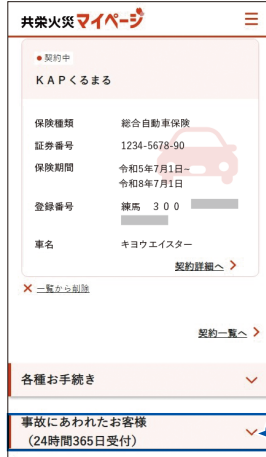 共栄火災マイページ
●契約中
KAPくるまる
保険種類 総合自動車保険
証券番号 1234-5678-90
保険期間 令和5年7月1日~
令和8年7月1日
登録番号 練馬 300
車名 キヨウエイスター
契約詳細へ
× 一覧から削除
契約一覧へ
各種お手続き
事故にあわれたお客様
(24時間365日受付)